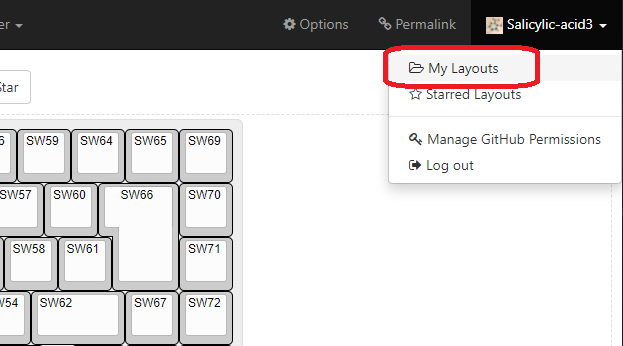 er Options Permalink Salicylic-acid3
My Layouts
Star
Starred Layouts
Manage GitHub Permissions
Log out
6 SW59 SW64 SW65 SW69
SW57 SW60 SW66 SW70
SW58 SW61 SW71
SW54 SW62 SW67 SW72